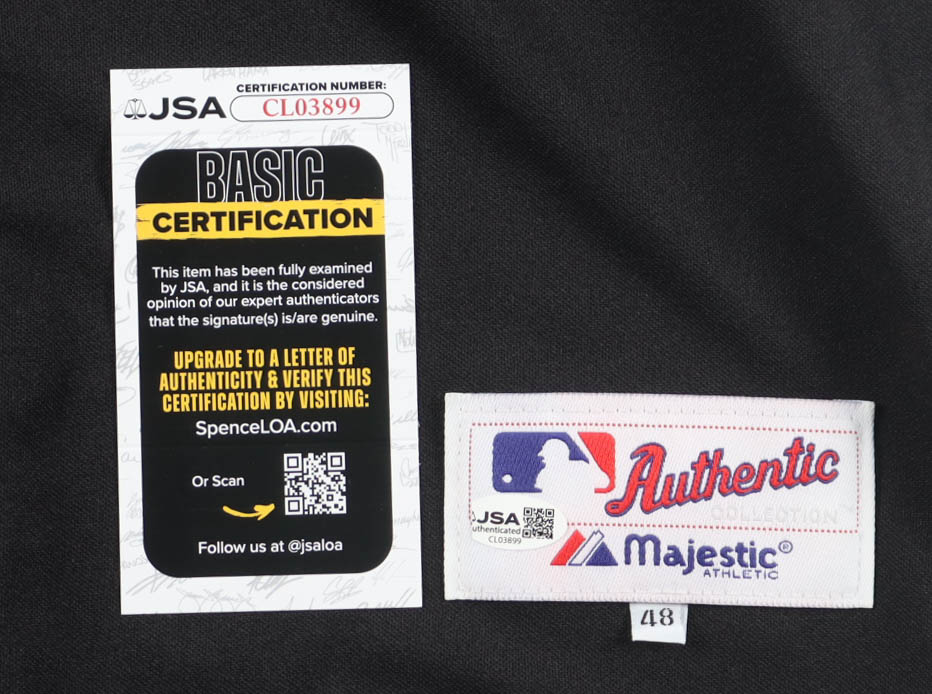 CERTIFICATION NUMBER:
JSA
CL03899
BASIC
CERTIFICATION
This item has been fully examined
by JSA, and it is the considered
opinion of our expert authenticators
that the signature(s) is/are genuine.
UPGRADE TO A LETTER OF
AUTHENTICITY & VERIFY THIS
CERTIFICATION BY VISITING:
SpenceLOA.com
Or Scan
Follow us at @jsaloa
Authentic
COLLECTION
JSA
uthenticated
CL03899
Majestic®
ATHLETIC
48